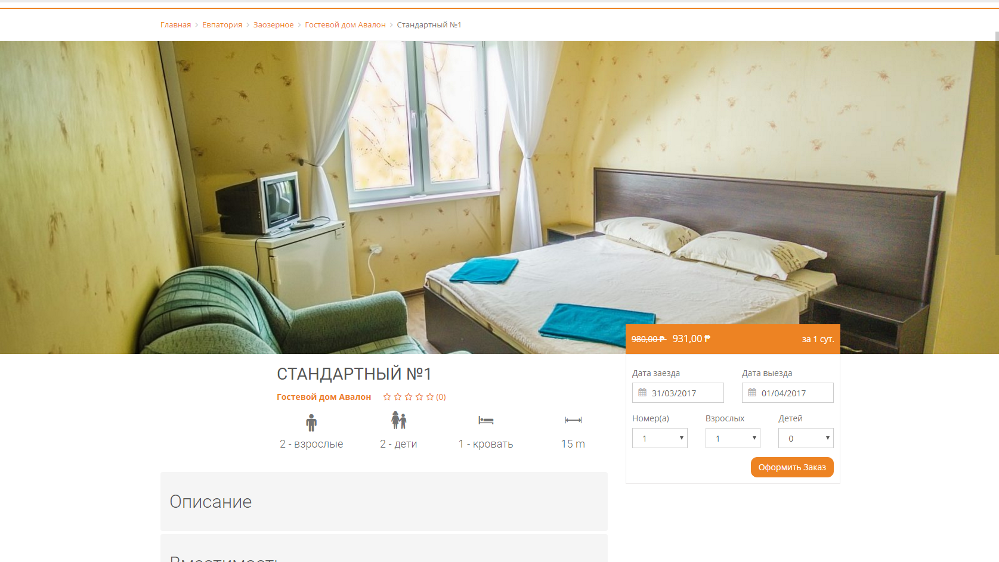 Главная > Евпатория > Заозерное > Гостевой дом Авалон > Стандартный №1
980,00 ₽ 931,00 ₽ за 1 сут.
Дата заезда Дата выезда
31/03/2017 01/04/2017
Номер(а) Взрослых Детей
1 1 0
Оформить Заказ
СТАНДАРТНЫЙ №1
Гостевой дом Авалон (0)
2 - взрослые 2 - дети 1 - кровать 15 m
Описание
Вместимость